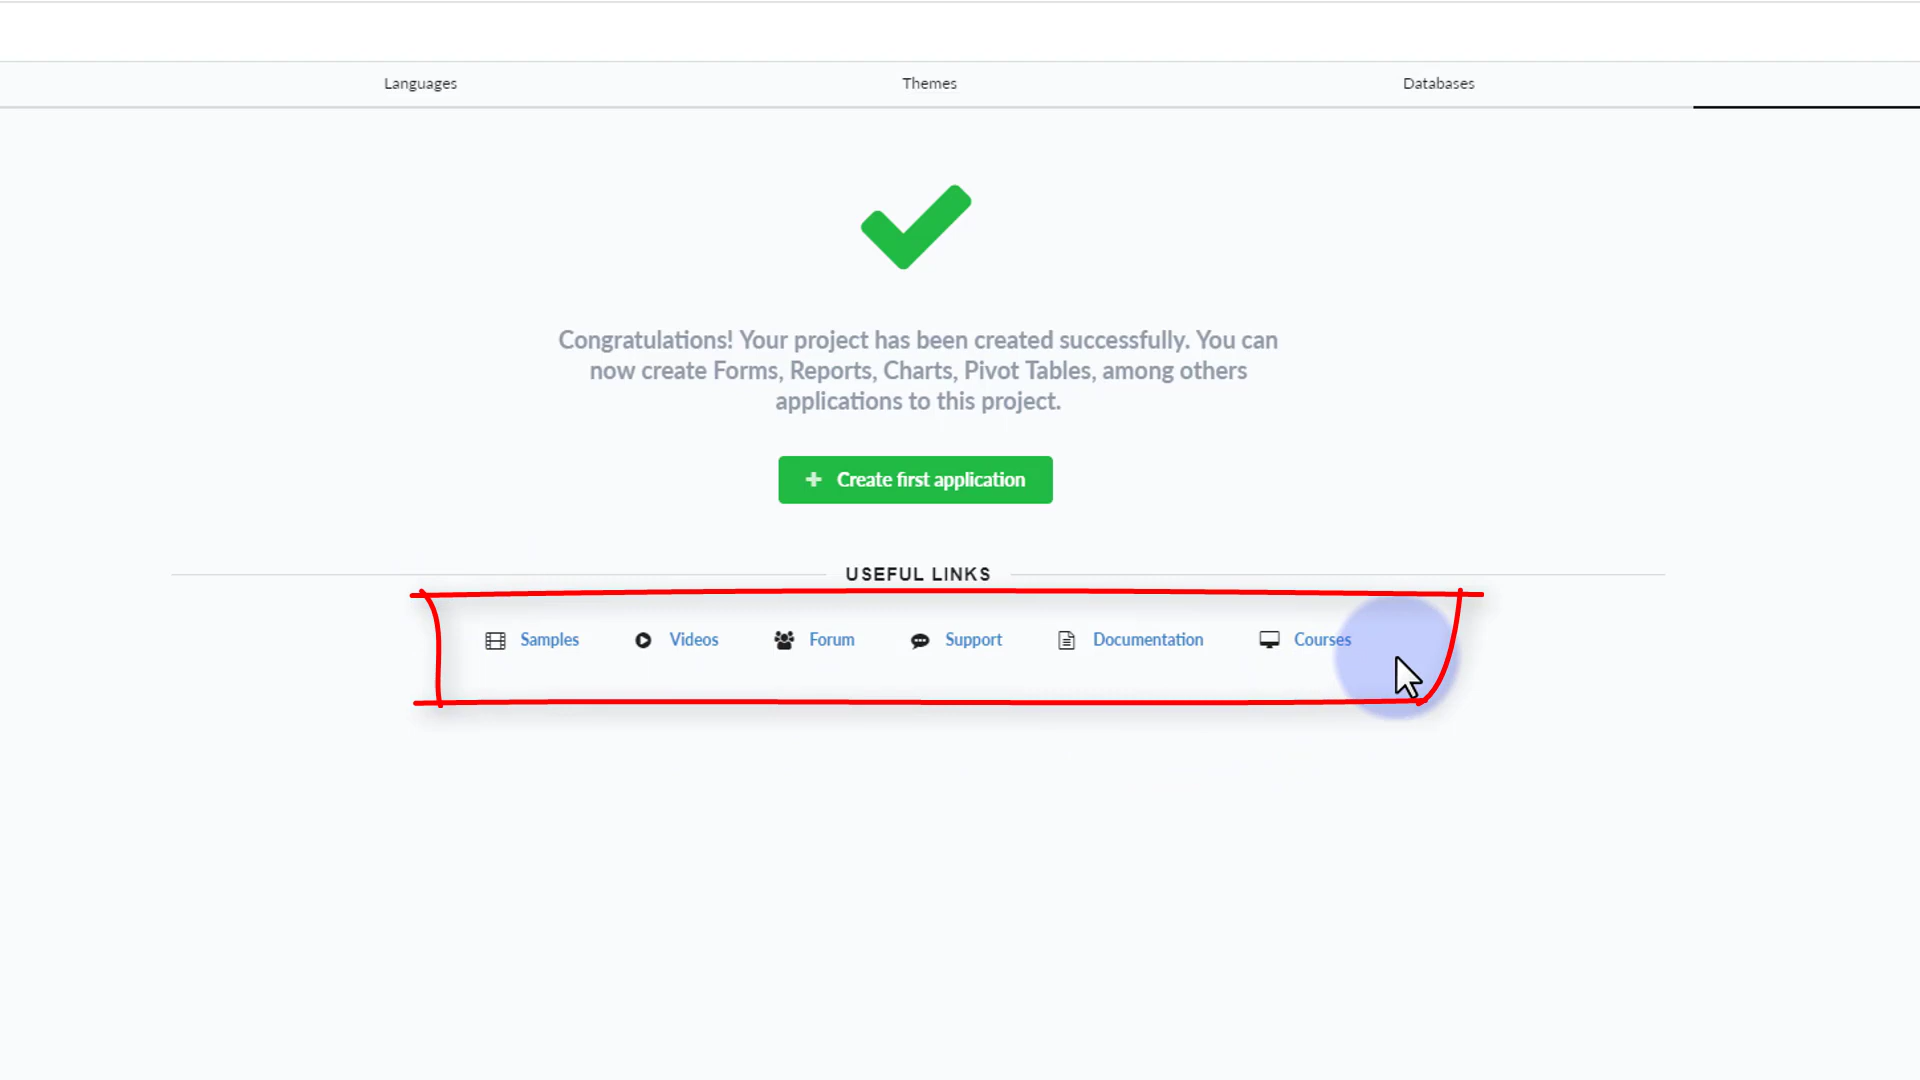 Languages Themes Databases
Congratulations! Your project has been created successfully. You can
now create Forms, Reports, Charts, Pivot Tables, among others
applications to this project.
Create first application
USEFUL LINKS
Samples Videos Forum Support Documentation Courses